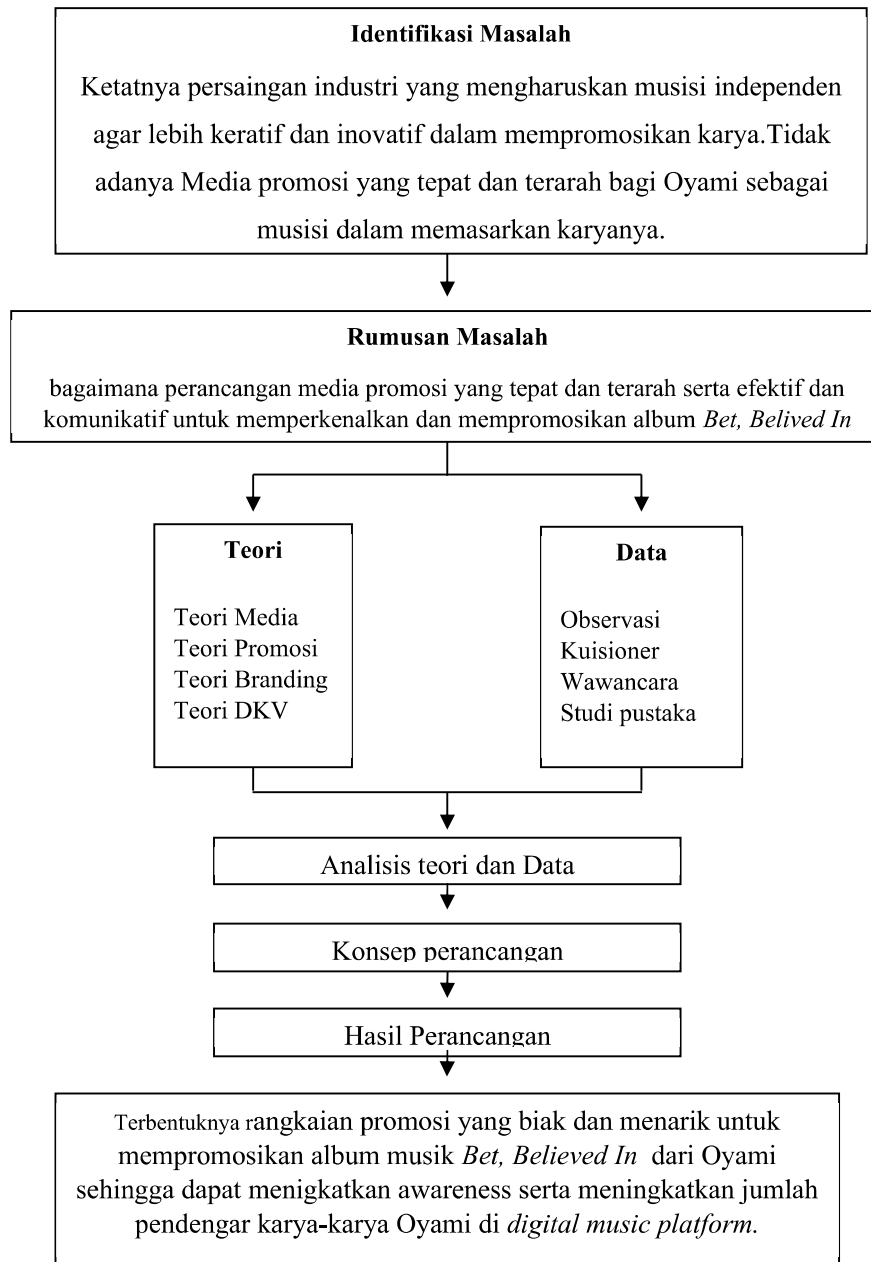 Identifikasi Masalah
Ketatnya persaingan industri yang mengharuskan musisi independen
agar lebih keratif dan inovatif dalam mempromosikan karya.Tidak
adanya Media promosi yang tepat dan terarah bagi Oyami sebagai
musisi dalam memasarkan karyanya.
Rumusan Masalah
bagaimana perancangan media promosi yang tepat dan terarah serta efektif dan
komunikatif untuk memperkenalkan dan mempromosikan album Bet, Belived In
Teori
Teori Media
Teori Promosi
Teori Branding
Teori DKV
Data
Observasi
Kuisioner
Wawancara
Studi pustaka
Analisis teori dan Data
Konsep perancangan
Hasil Perancangan
Terbentuknya rangkaian promosi yang biak dan menarik untuk
mempromosikan album musik Bet, Believed In dari Oyami
sehingga dapat menigkatkan awareness serta meningkatkan jumlah
pendengar karya-karya Oyami di digital music platform.